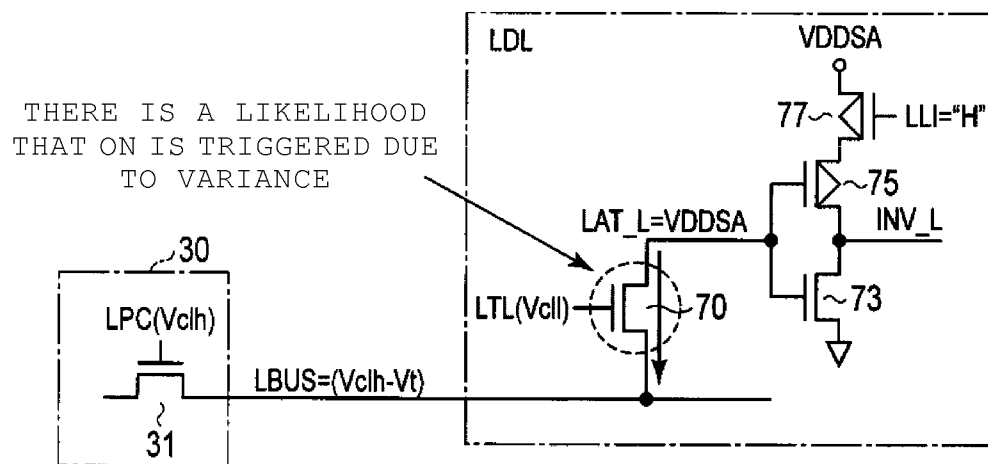 LDL
VDDSA
THERE IS A LIKELIHOOD
THAT ON IS TRIGGERED DUE
TO VARIANCE
77
LLI="H"
75
LAT_L=VDDSA
INV_L
30
LTL(Vcll)
70
73
LPC(Vclh)
LBUS=(Vclh-Vt)
31